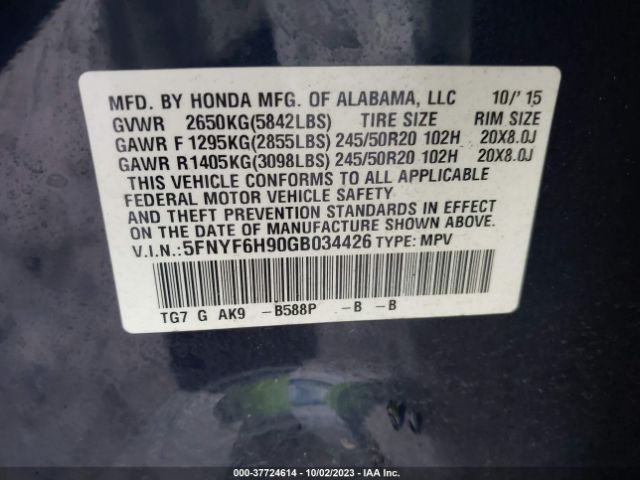 MFD. BY HONDA MFG. OF ALABAMA, LLC 10/'15
GVWR 2650KG(5842LBS) TIRE SIZE RIM SIZE
GAWR F 1295KG(2855LBS) 245/50R20 102H 20X8.0J
GAWR R1405KG(3098LBS) 245/50R20 102H 20X8.0J
THIS VEHICLE CONFORMS TO ALL APPLICABLE
FEDERAL MOTOR VEHICLE SAFETY
AND THEFT PREVENTION STANDARDS IN EFFECT
ON THE DATE OF MANUFACTURE SHOWN ABOVE.
V.I.N.: 5FNYF6H90GB034426 TYPE: MPV
TG7 G AK9 -B588P -B -B
000-37724614 | 10/02/2023 | IAA Inc.